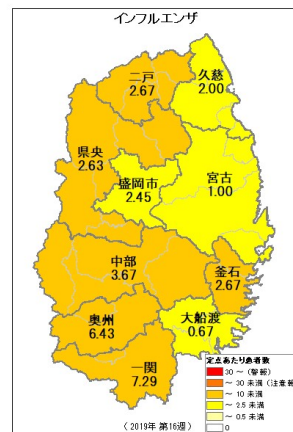 インフルエンザ
二戸
2.67
久慈
2.00
県央
2.63
盛岡市
2.45
宮古
1.00
中部
3.67
釜石
2.67
奥州
6.43
大船渡
0.67
一関
7.29
定点あたり患者数
30 ～ (警報)
～ 30 未満 (注意報
～ 10 未満
～ 2.5 未満
～ 0.5 未満
0
(2019年 第16週)